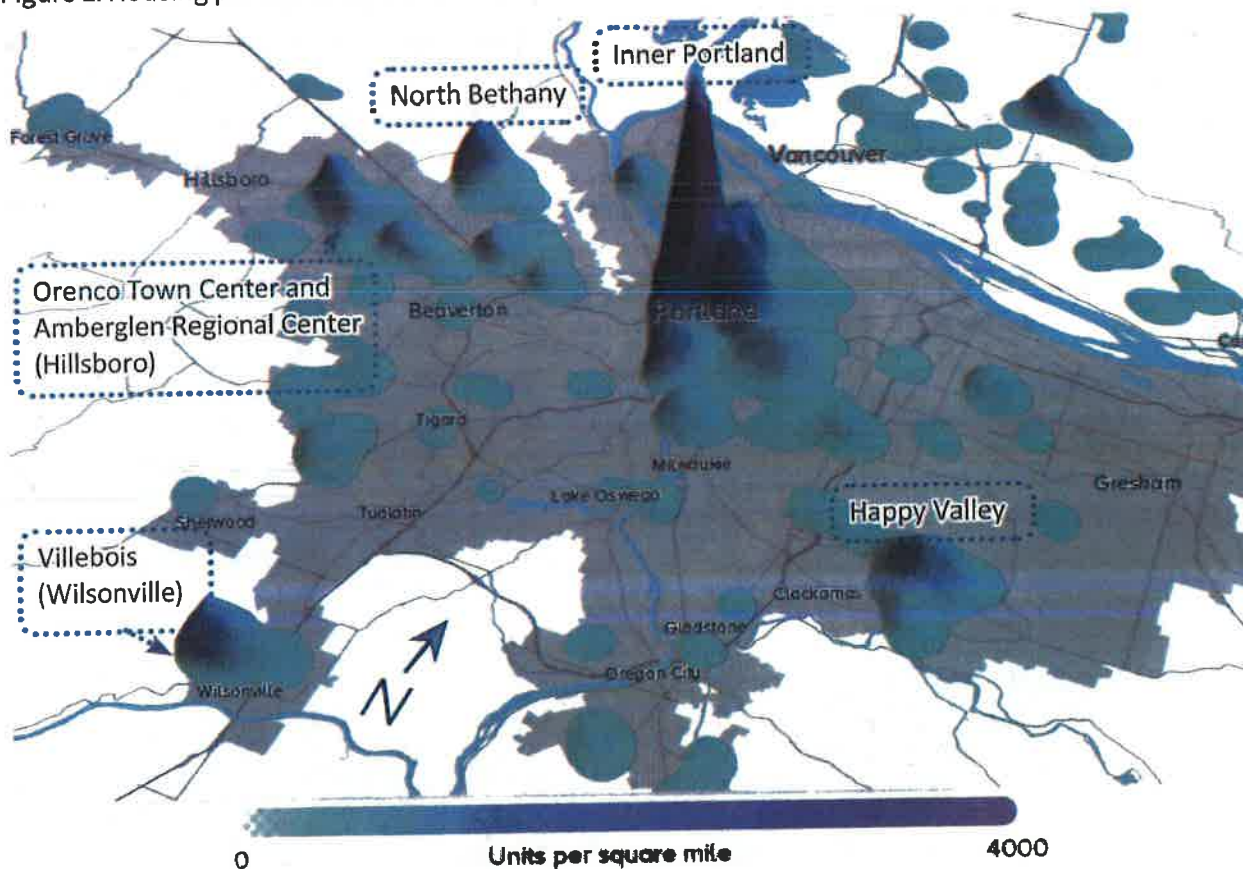 Inner Portland
North Bethany
Forest Grove
Hillsboro
Vancouver
Orenco Town Center and
Amberglen Regional Center
(Hillsboro)
Beaverton
Portland
Tigard
Milwaukie
Lake Oswego
Gresham
Happy Valley
Sherwood
Tualatin
Villebois
(Wilsonville)
Clackamas
Gladstone
Oregon City
Wilsonville
N
0
Units per square mile
4000